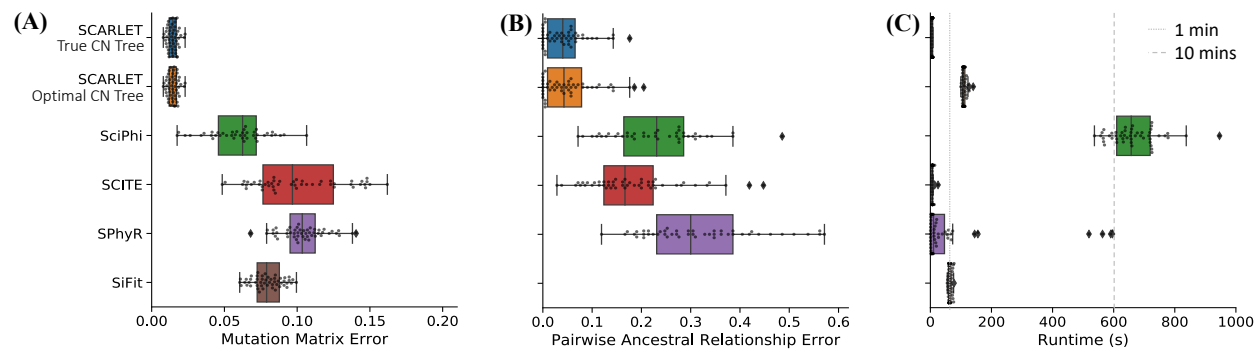 (A)
SCARLET
True CN Tree
SCARLET
Optimal CN Tree
SciPhi
SCITE
SPhyR
SiFit
0.00 0.05 0.10 0.15 0.20
Mutation Matrix Error
(B)
0.0 0.1 0.2 0.3 0.4 0.5 0.6
Pairwise Ancestral Relationship Error
(C)
1 min
10 mins
0 200 400 600 800 1000
Runtime (s)